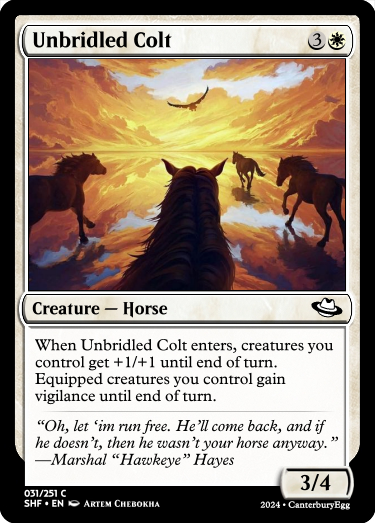 Unbridled Colt 3
Creature — Horse
When Unbridled Colt enters, creatures you
control get +1/+1 until end of turn.
Equipped creatures you control gain
vigilance until end of turn.
“Oh, let ‘im run free. He’ll come back, and if
he doesn’t, then he wasn’t your horse anyway.”
—Marshal “Hawkeye” Hayes
3/4
031/251 C
SHF • EN Artem Chebokha
2024 • CanterburyEgg